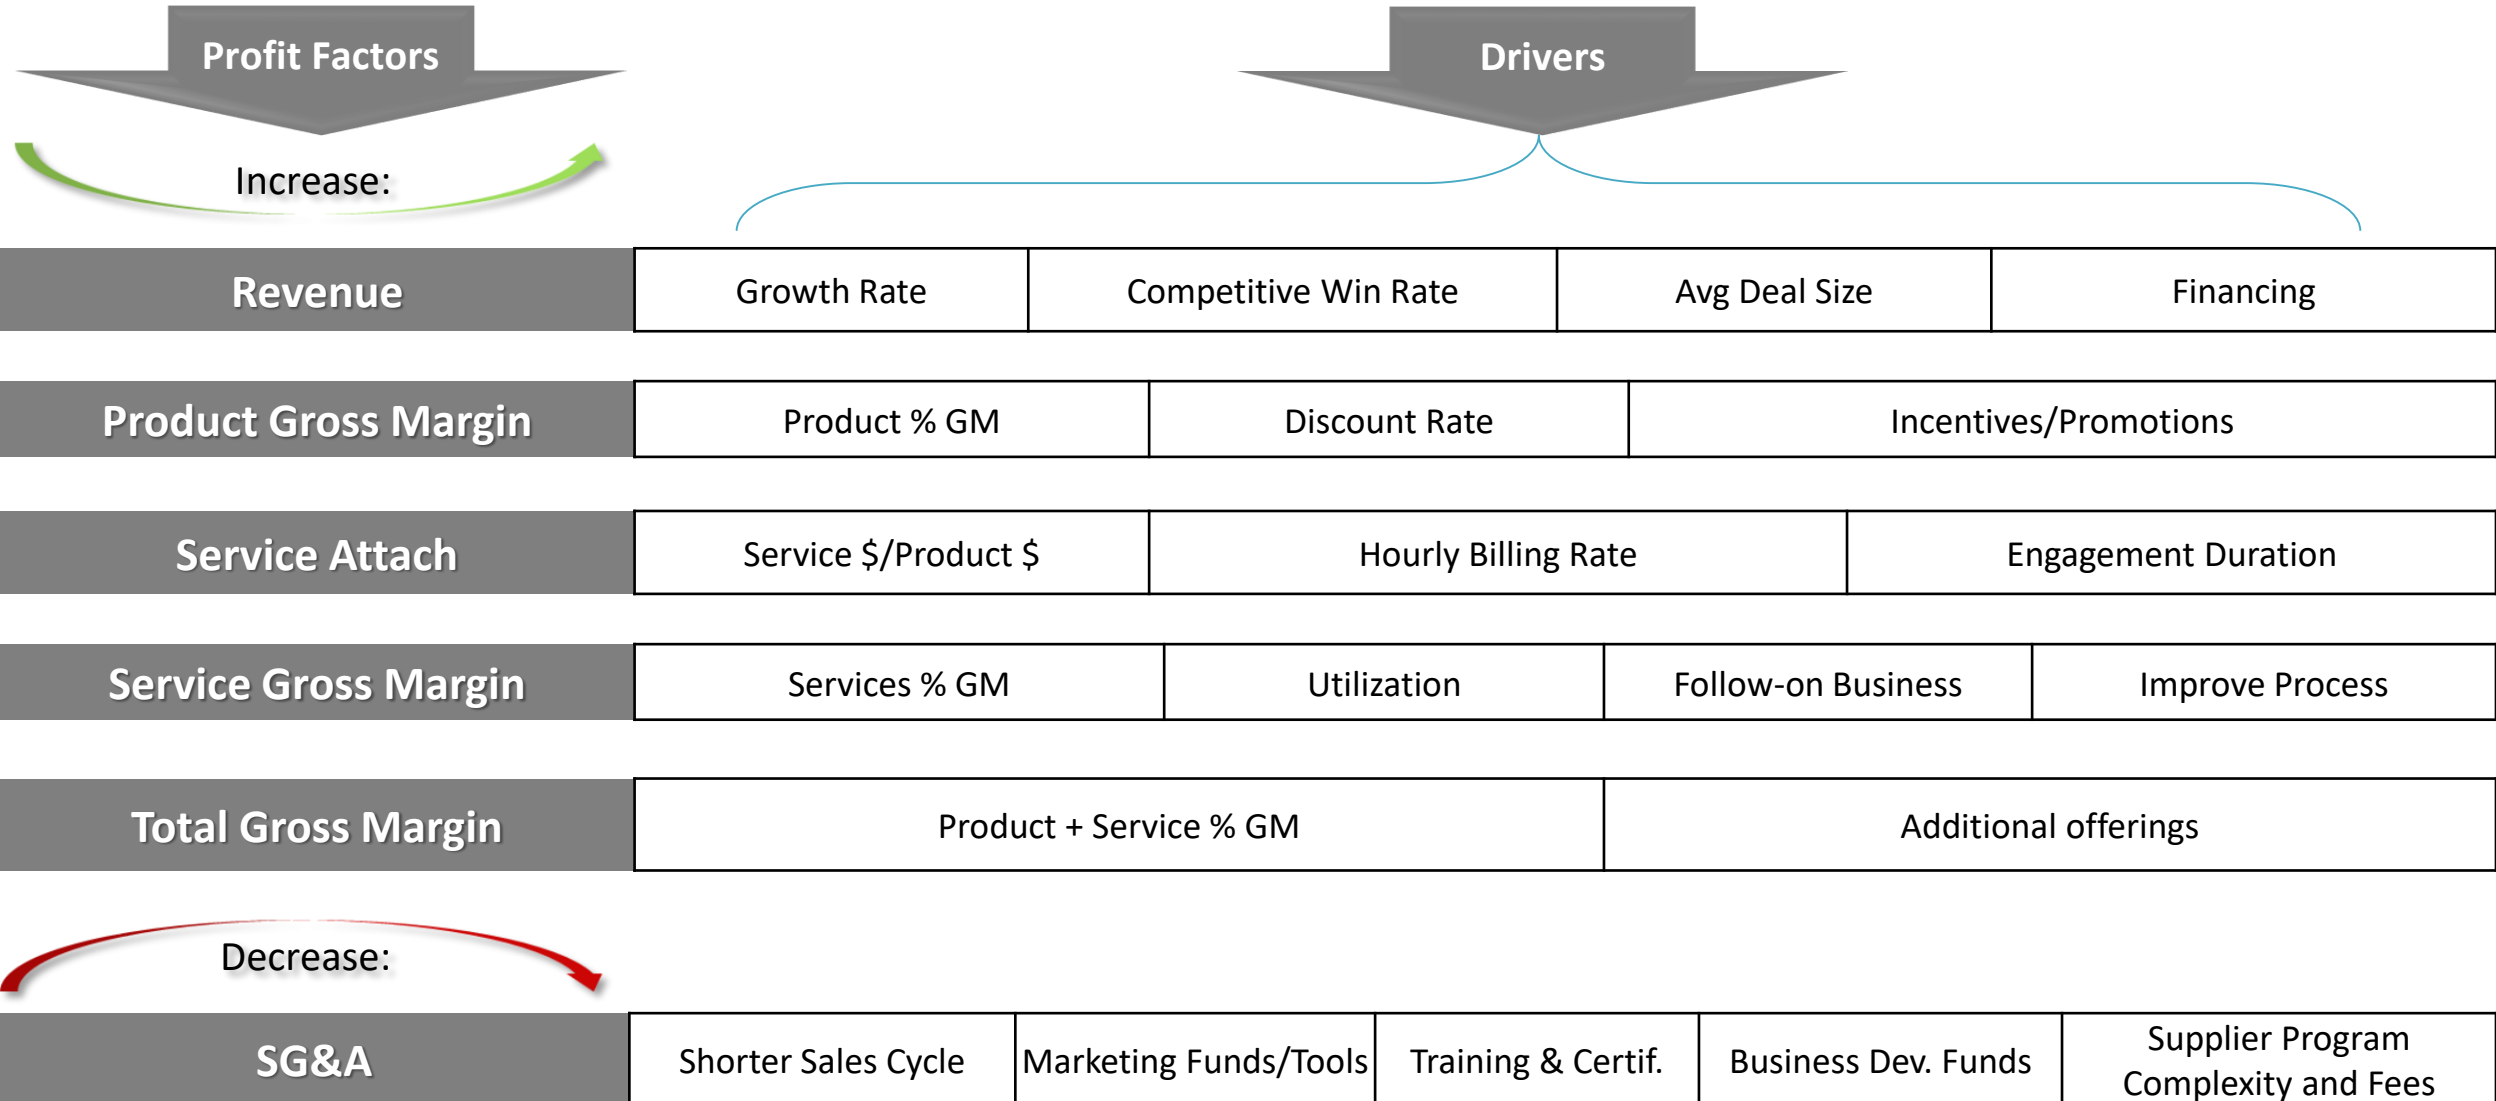 Profit Factors
Drivers
Increase:
Revenue
Growth Rate
Competitive Win Rate
Avg Deal Size
Financing
Product Gross Margin
Product % GM
Discount Rate
Incentives/Promotions
Service Attach
Service $/Product $
Hourly Billing Rate
Engagement Duration
Service Gross Margin
Services % GM
Utilization
Follow-on Business
Improve Process
Total Gross Margin
Product + Service % GM
Additional offerings
Decrease:
SG&A
Shorter Sales Cycle
Marketing Funds/Tools
Training & Certif.
Business Dev. Funds
Supplier Program
Complexity and Fees